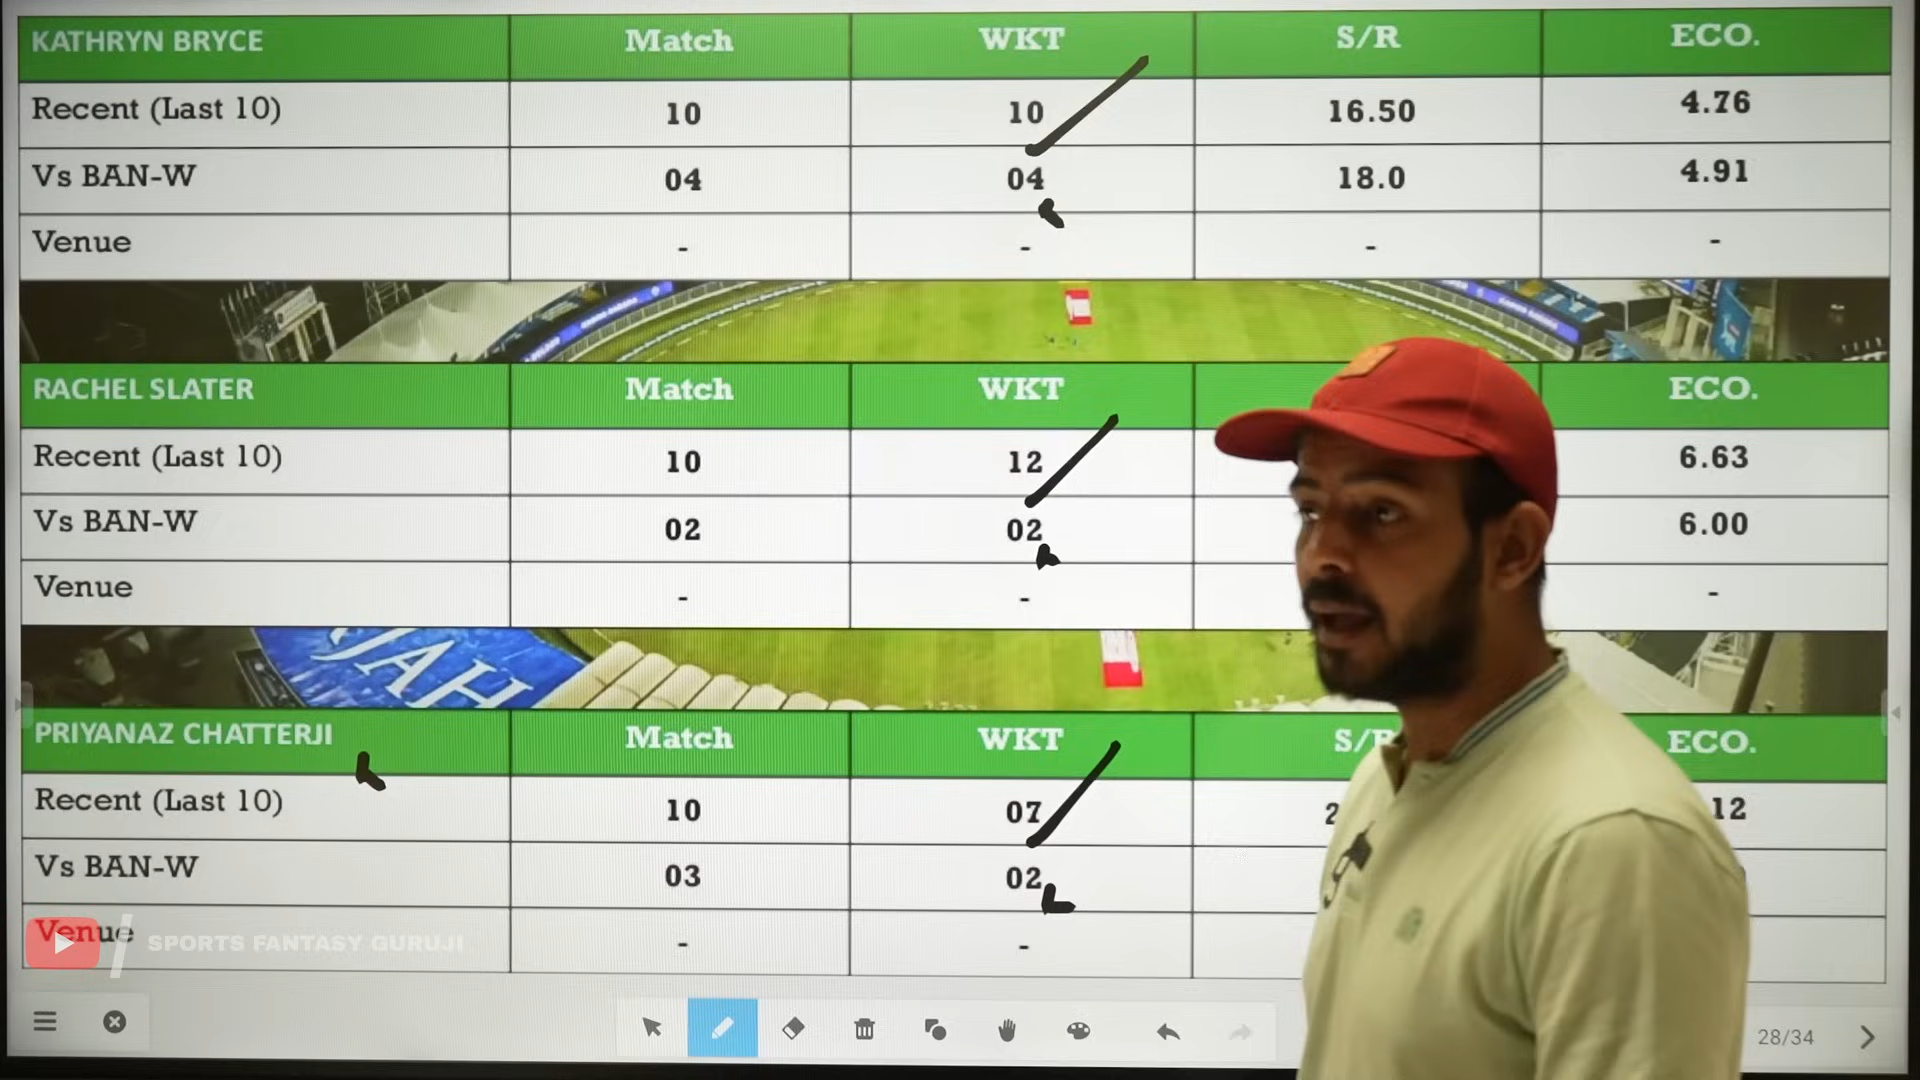 KATHRYN BRYCE Match WKT S/R ECO.
Recent (Last 10) 10 10 16.50 4.76
Vs BAN-W 04 04 18.0 4.91
Venue - - - -
RACHEL SLATER Match WKT ECO.
Recent (Last 10) 10 12 6.63
Vs BAN-W 02 02 6.00
Venue - - -
JAH
PRIYANAZ CHATTERJI Match WKT S/R ECO.
Recent (Last 10) 10 07 2 12
Vs BAN-W 03 02
Venue - -
SPORTS FANTASY GURUJI
28/34